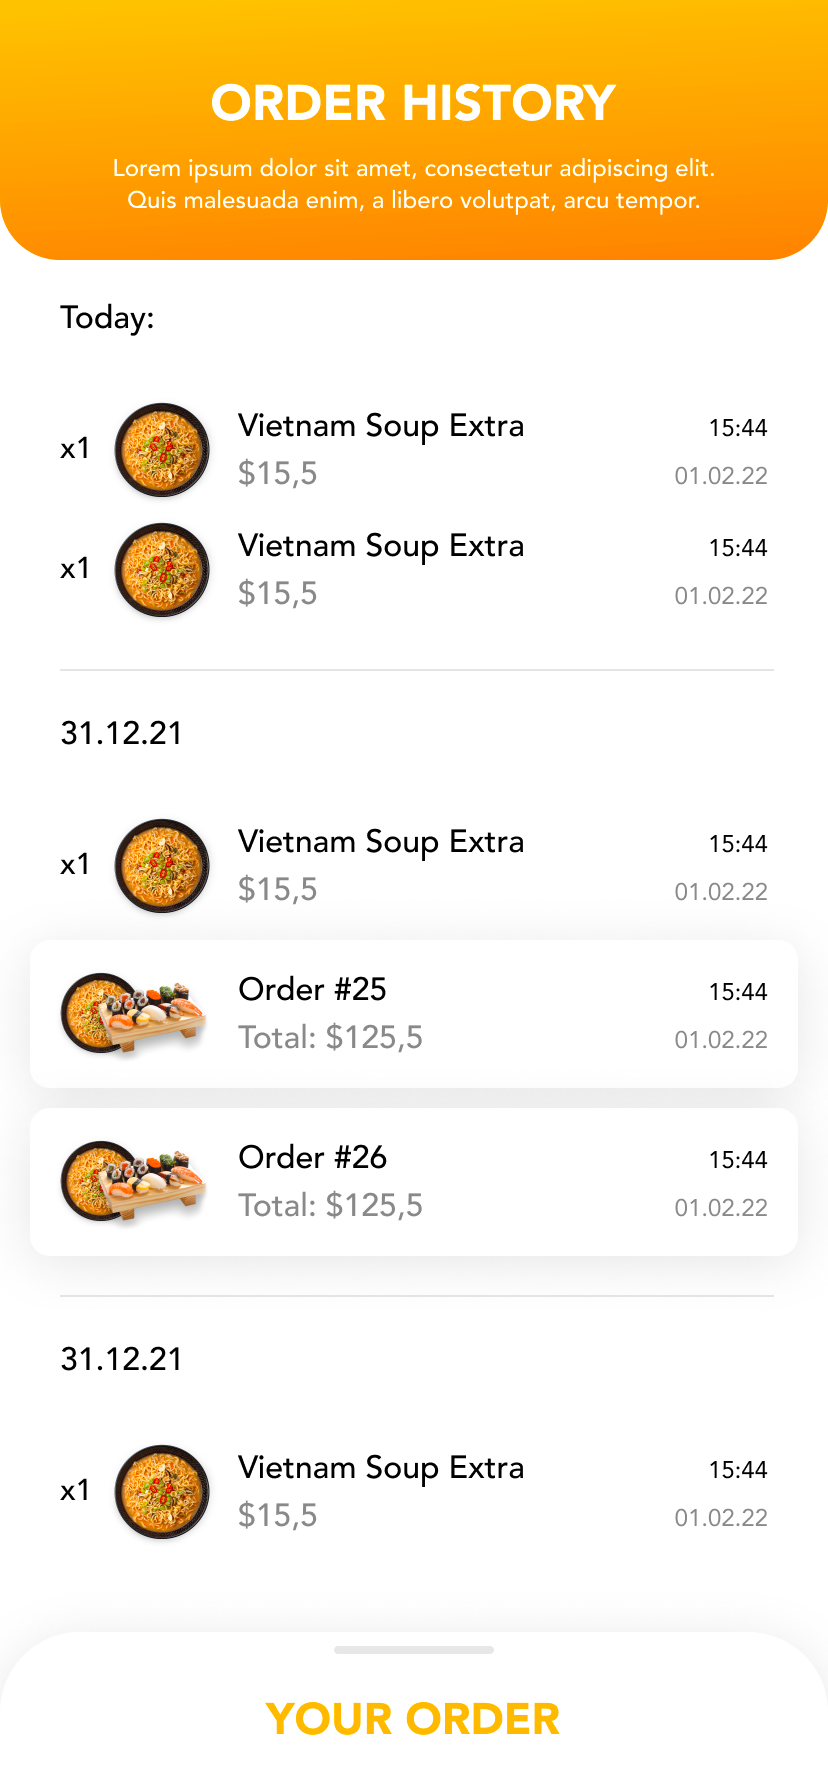 ORDER HISTORY
Lorem ipsum dolor sit amet, consectetur adipiscing elit.
Quis malesuada enim, a libero volutpat, arcu tempor.
Today:
x1 Vietnam Soup Extra 15:44
$15,5 01.02.22
x1 Vietnam Soup Extra 15:44
$15,5 01.02.22
31.12.21
x1 Vietnam Soup Extra 15:44
$15,5 01.02.22
Order #25 15:44
Total: $125,5 01.02.22
Order #26 15:44
Total: $125,5 01.02.22
31.12.21
x1 Vietnam Soup Extra 15:44
$15,5 01.02.22
YOUR ORDER